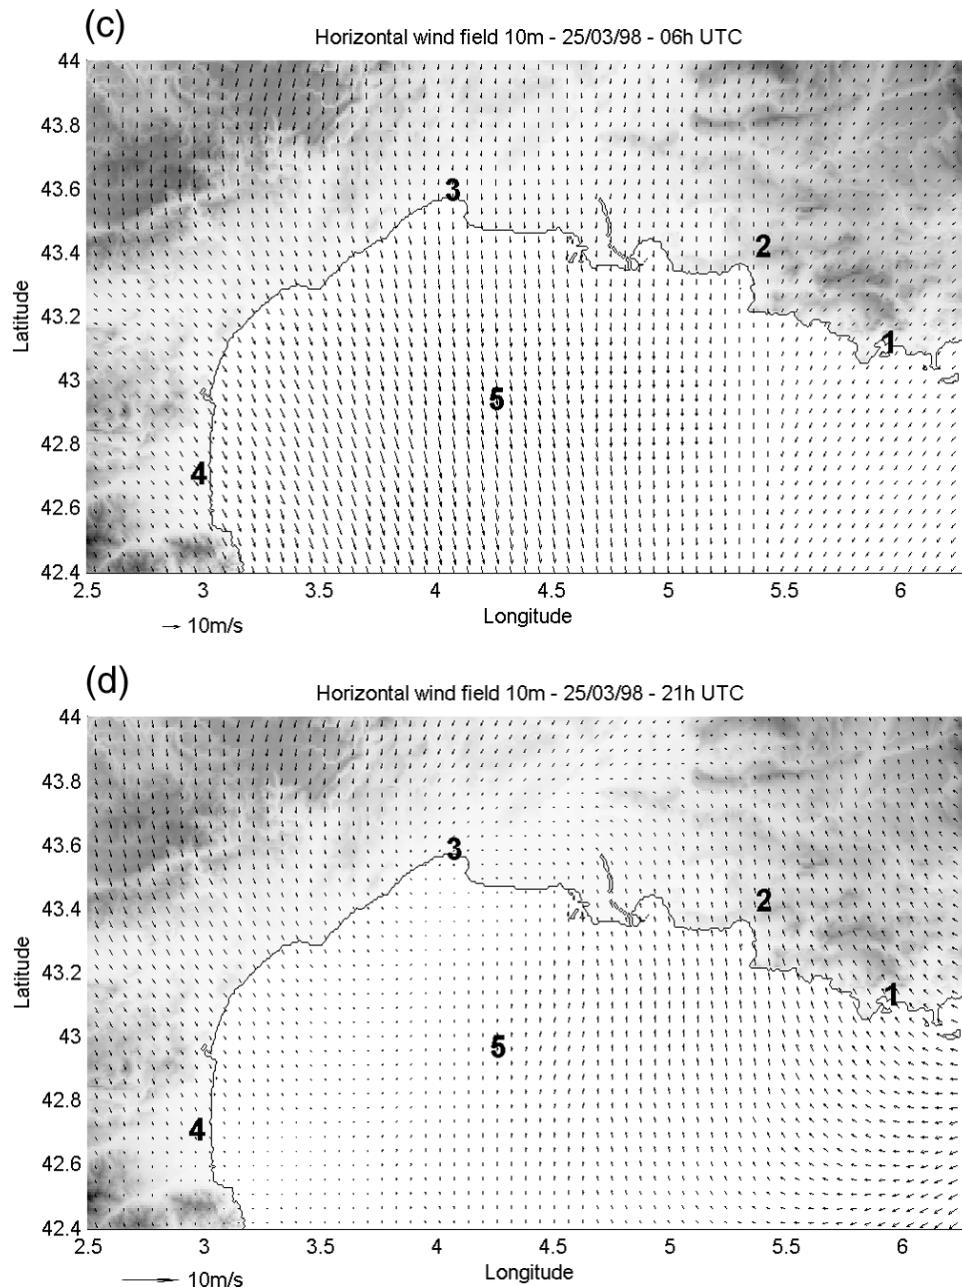 (c)
Horizontal wind field 10m - 25/03/98 - 06h UTC
44
43.8
43.6
43.4
43.2
43
42.8
42.6
42.4
Latitude
3
2
1
5
4
2.5 3 3.5 4 4.5 5 5.5 6
Longitude
10m/s
(d)
Horizontal wind field 10m - 25/03/98 - 21h UTC
44
43.8
43.6
43.4
43.2
43
42.8
42.6
42.4
Latitude
3
2
1
5
4
2.5 3 3.5 4 4.5 5 5.5 6
Longitude
10m/s